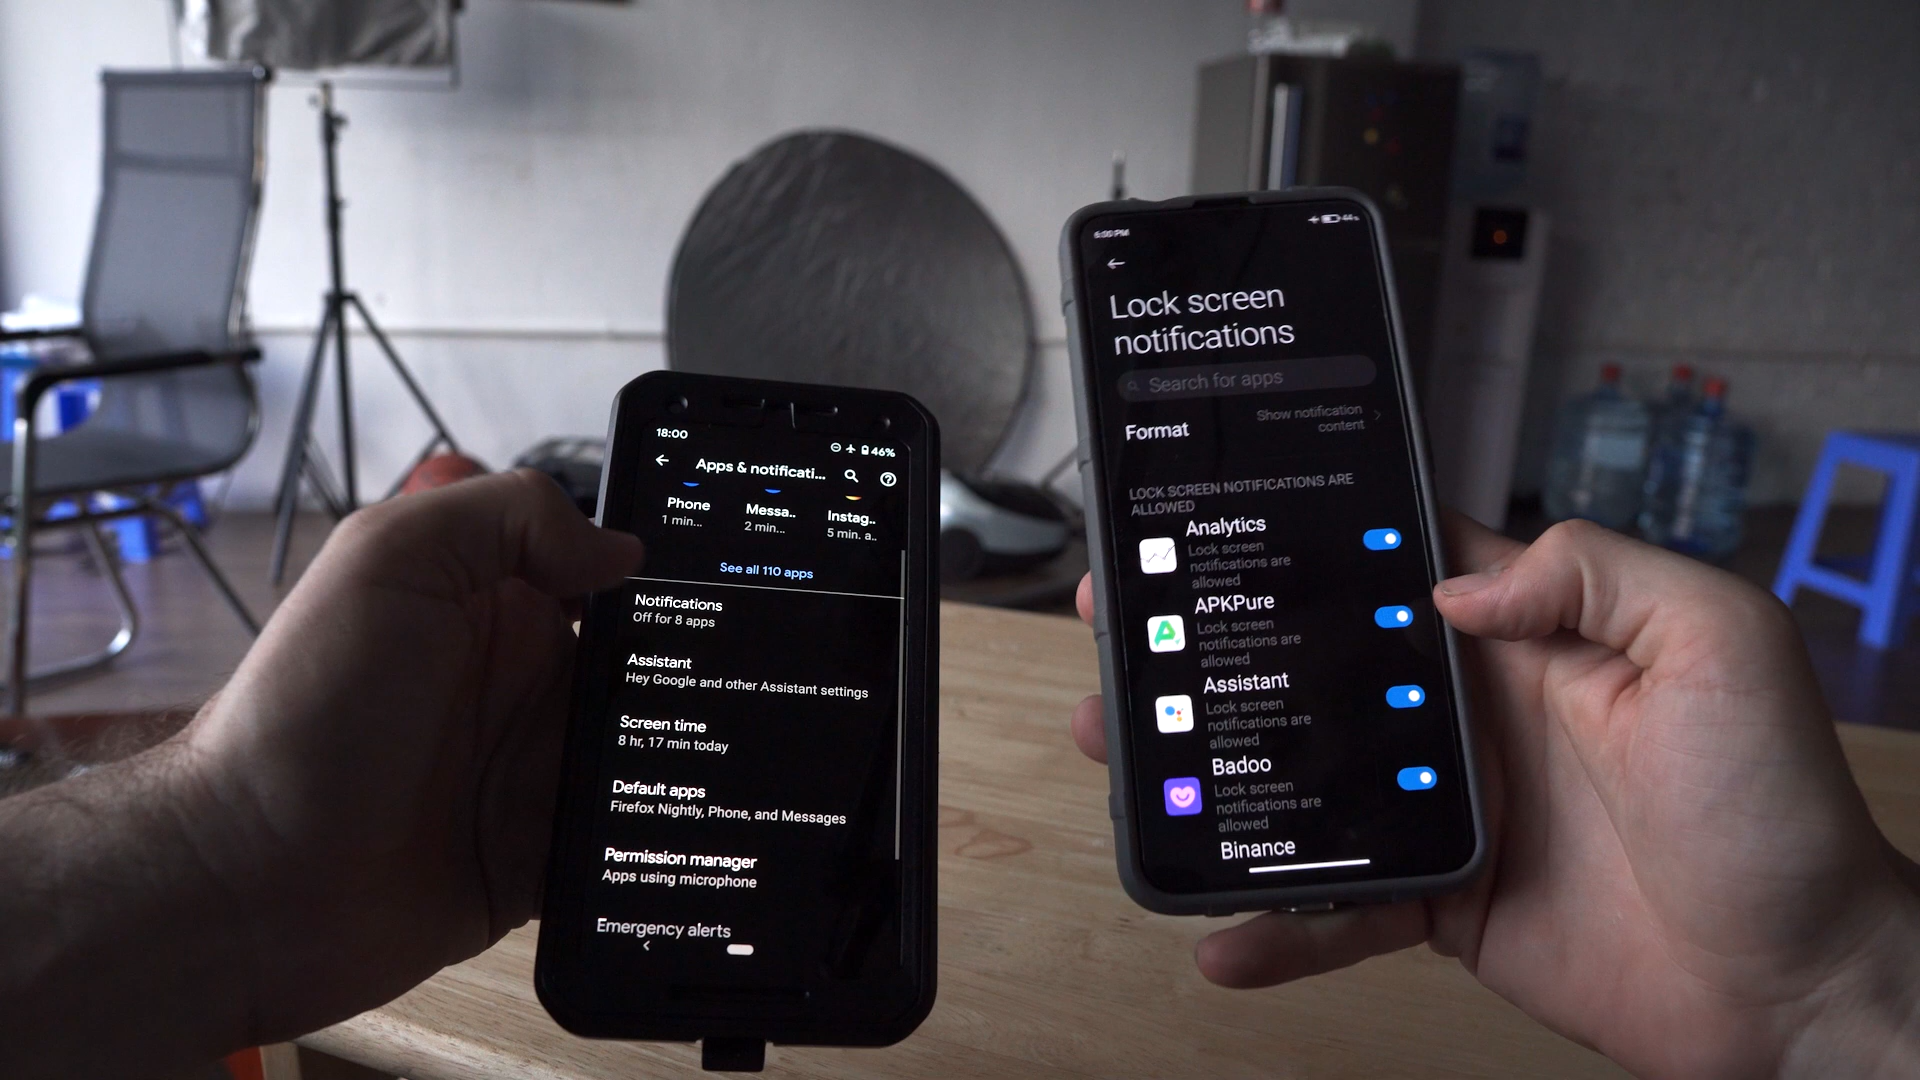 18:00
46%
Apps & notificati...
Phone
1 min...
Messa..
2 min...
Instag..
5 min. a..
See all 110 apps
Notifications
Off for 8 apps
Assistant
Hey Google and other Assistant settings
Screen time
8 hr, 17 min today
Default apps
Firefox Nightly, Phone, and Messages
Permission manager
Apps using microphone
Emergency alerts
6:00 PM
44%
Lock screen
notifications
Search for apps
Format
Show notification
content
LOCK SCREEN NOTIFICATIONS ARE
ALLOWED
Analytics
Lock screen
notifications are
allowed
APKPure
Lock screen
notifications are
allowed
Assistant
Lock screen
notifications are
allowed
Badoo
Lock screen
notifications are
allowed
Binance